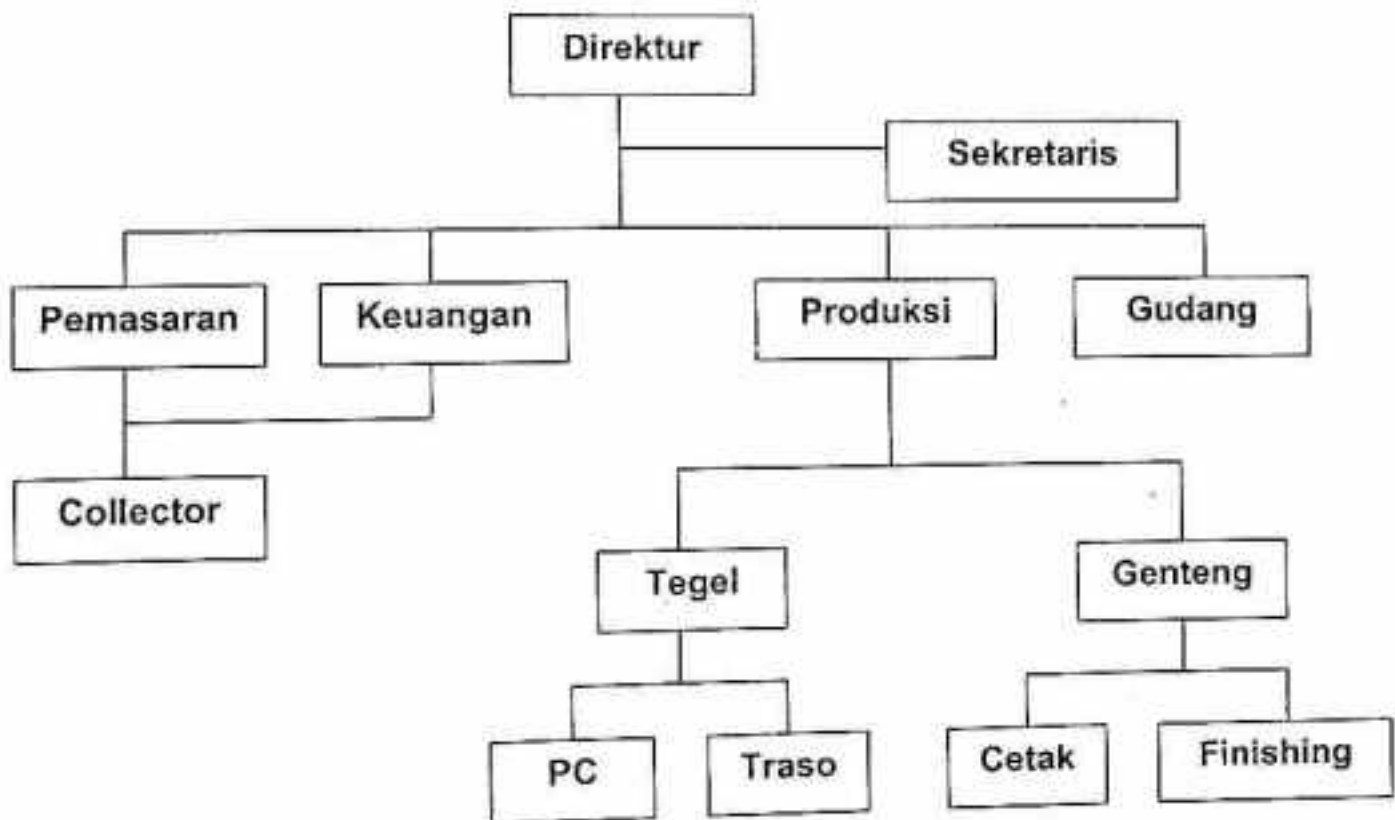 Direktur
Sekretaris
Pemasaran
Keuangan
Produksi
Gudang
Collector
Tegel
Genteng
PC
Traso
Cetak
Finishing